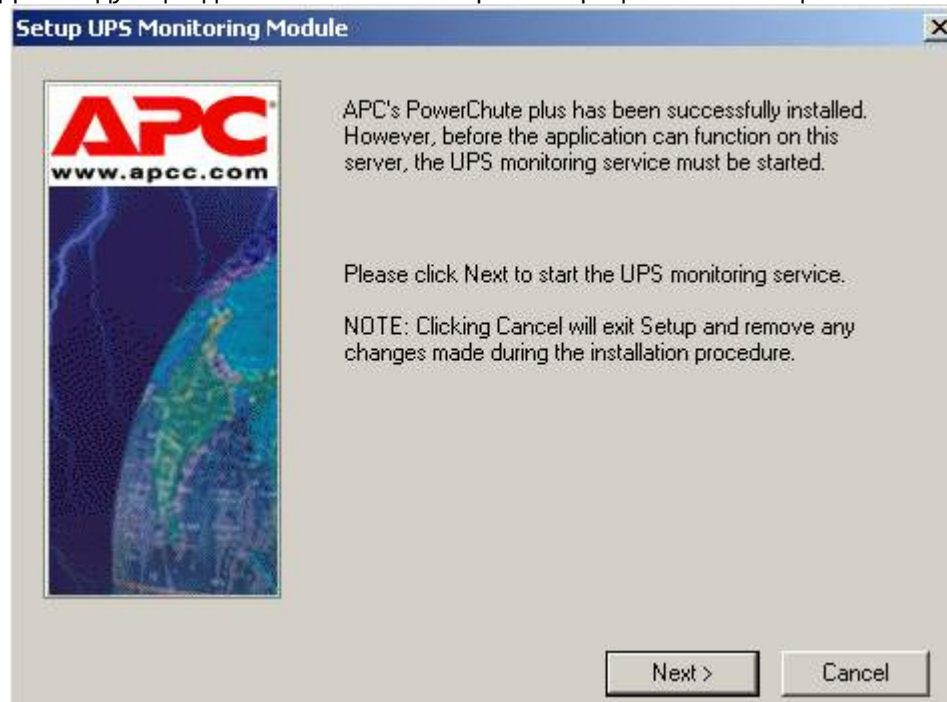 Setup UPS Monitoring Module
APC
www.apcc.com
APC's PowerChute plus has been successfully installed.
However, before the application can function on this
server, the UPS monitoring service must be started.
Please click Next to start the UPS monitoring service.
NOTE: Clicking Cancel will exit Setup and remove any
changes made during the installation procedure.
Next >
Cancel